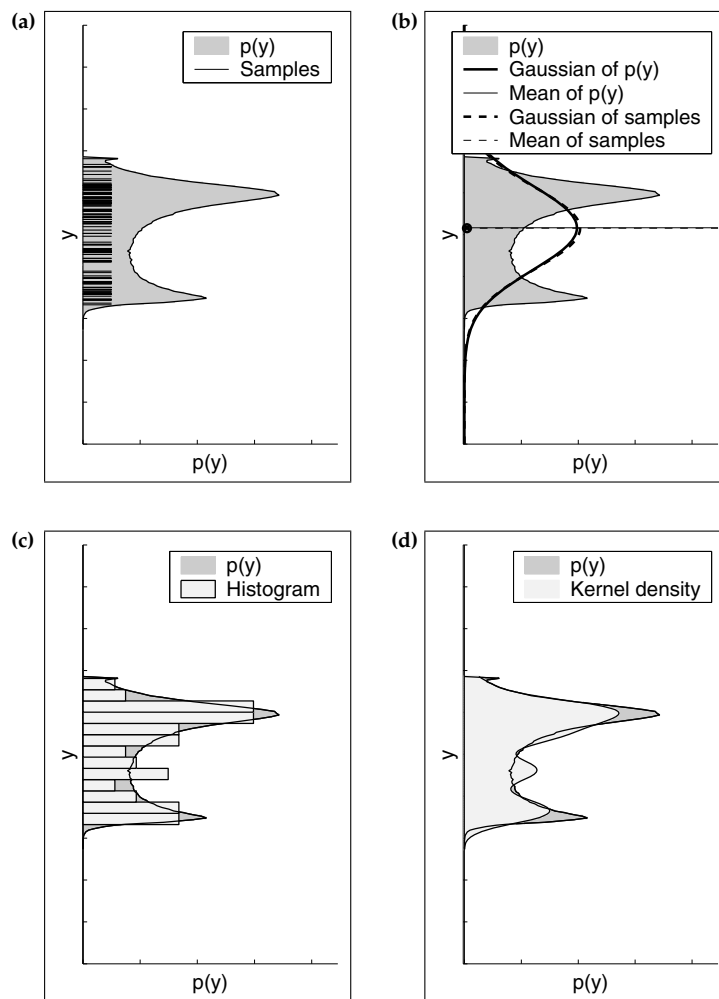 (a)
p(y)
Samples
y
p(y)
(b)
p(y)
Gaussian of p(y)
Mean of p(y)
Gaussian of samples
Mean of samples
y
p(y)
(c)
p(y)
Histogram
y
p(y)
(d)
p(y)
Kernel density
y
p(y)